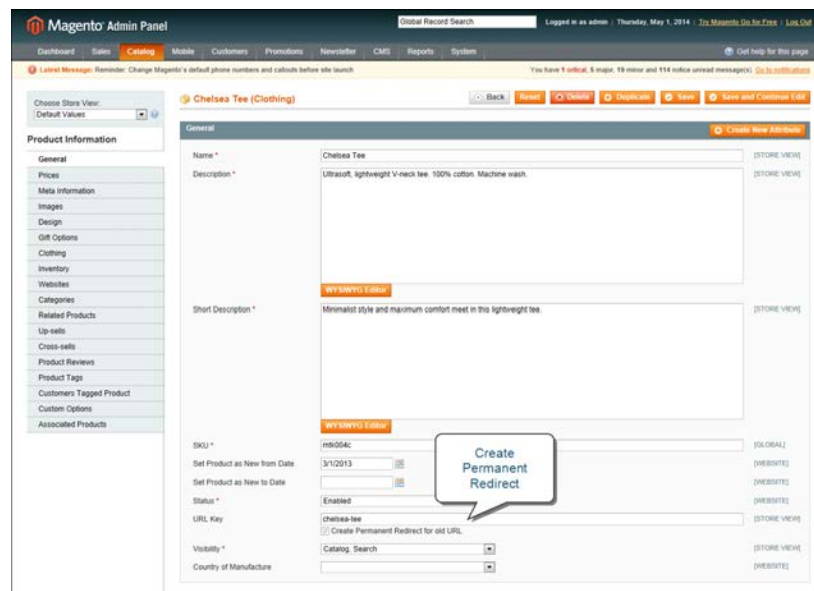 Magento Admin Panel
Global Record Search
Logged in as admin | Thursday, May 1, 2014 | Try Magento Go for Free | Log Out
Dashboard Sales Catalog Mobile Customers Promotions Newsletter CMS Reports System
Get help for this page
Latest Message: Reminder: Change Magento's default phone numbers and callouts before site launch
You have 1 critical, 5 major, 19 minor and 114 notice unread message(s). Go to notifications
Choose Store View:
Default Values
Product Information
General
Prices
Meta Information
Images
Design
Gift Options
Clothing
Inventory
Websites
Categories
Related Products
Up-sells
Cross-sells
Product Reviews
Product Tags
Customers Tagged Product
Custom Options
Associated Products
Chelsea Tee (Clothing)
Back Reset Delete Duplicate Save Save and Continue Edit
General
Create New Attribute
Name * Chelsea Tee [STORE VIEW]
Description * Ultrasoft, lightweight V-neck tee. 100% cotton. Machine wash. [STORE VIEW]
WYSIWYG Editor
Short Description * Minimalist style and maximum comfort meet in this lightweight tee. [STORE VIEW]
WYSIWYG Editor
SKU * mtk004c [GLOBAL]
Set Product as New from Date 3/1/2013 [WEBSITE]
Set Product as New to Date [WEBSITE]
Status * Enabled [WEBSITE]
URL Key chelsea-tee [STORE VIEW]
Create Permanent Redirect for old URL
Visibility * Catalog, Search [STORE VIEW]
Country of Manufacture [WEBSITE]
Create
Permanent
Redirect